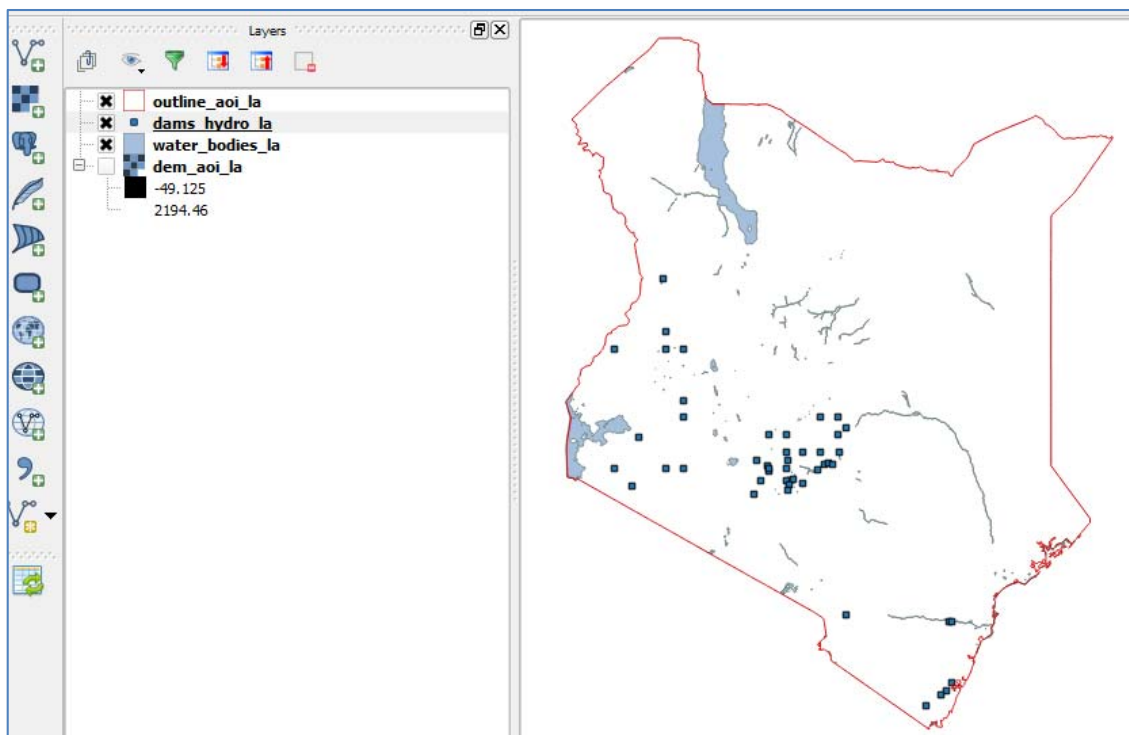 Layers
outline_aoi_la
dams_hydro_la
water_bodies_la
dem_aoi_la
-49.125
2194.46